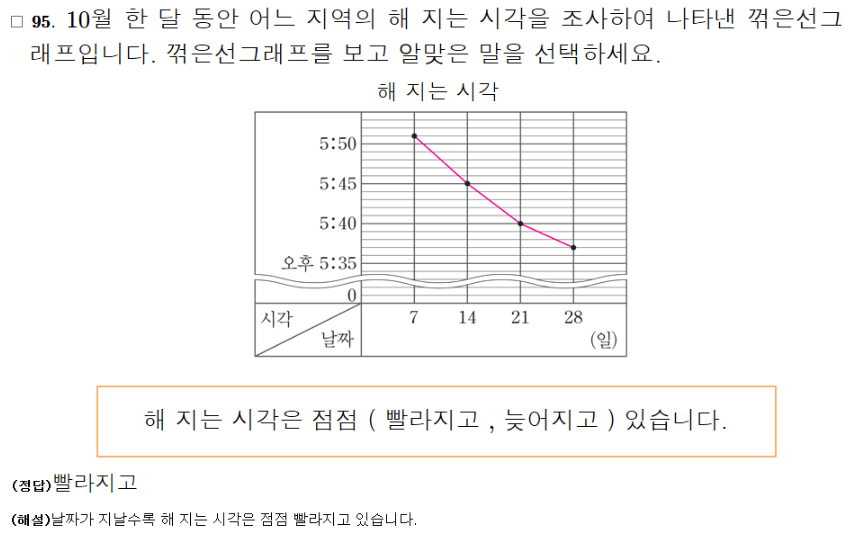 □ 95. 10월 한 달 동안 어느 지역의 해 지는 시각을 조사하여 나타낸 꺾은선그
래프입니다. 꺾은선그래프를 보고 알맞은 말을 선택하세요.
해 지는 시각
5:50
5:45
5:40
오후 5:35
0
시각
날짜
7 14 21 28
(일)
해 지는 시각은 점점 ( 빨라지고 , 늦어지고 ) 있습니다.
(정답)빨라지고
(해설)날짜가 지날수록 해 지는 시각은 점점 빨라지고 있습니다.